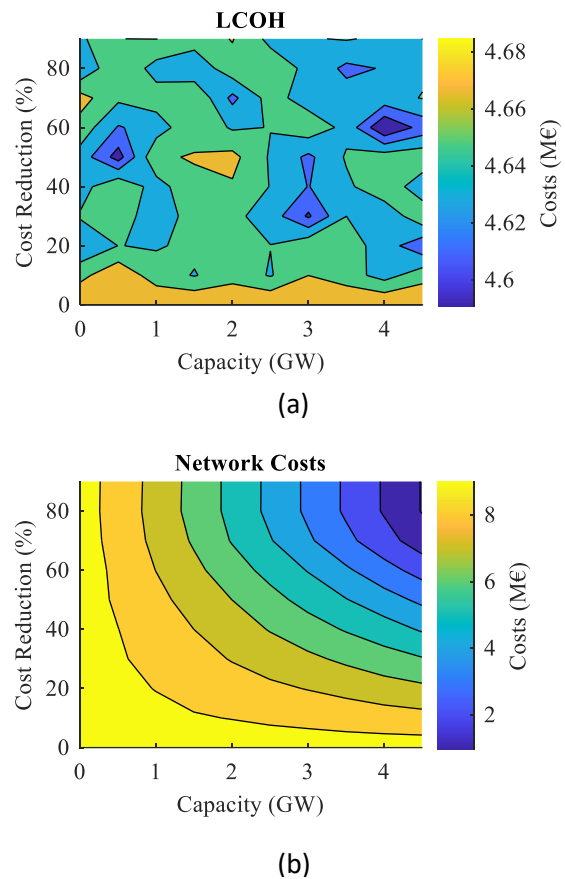 LCOH
Cost Reduction (%)
80
60
40
20
0
0 1 2 3 4
Capacity (GW)
4.68
4.66
4.64
4.62
4.6
Costs (M€)
(a)
Network Costs
Cost Reduction (%)
80
60
40
20
0
0 1 2 3 4
Capacity (GW)
8
6
4
2
Costs (M€)
(b)